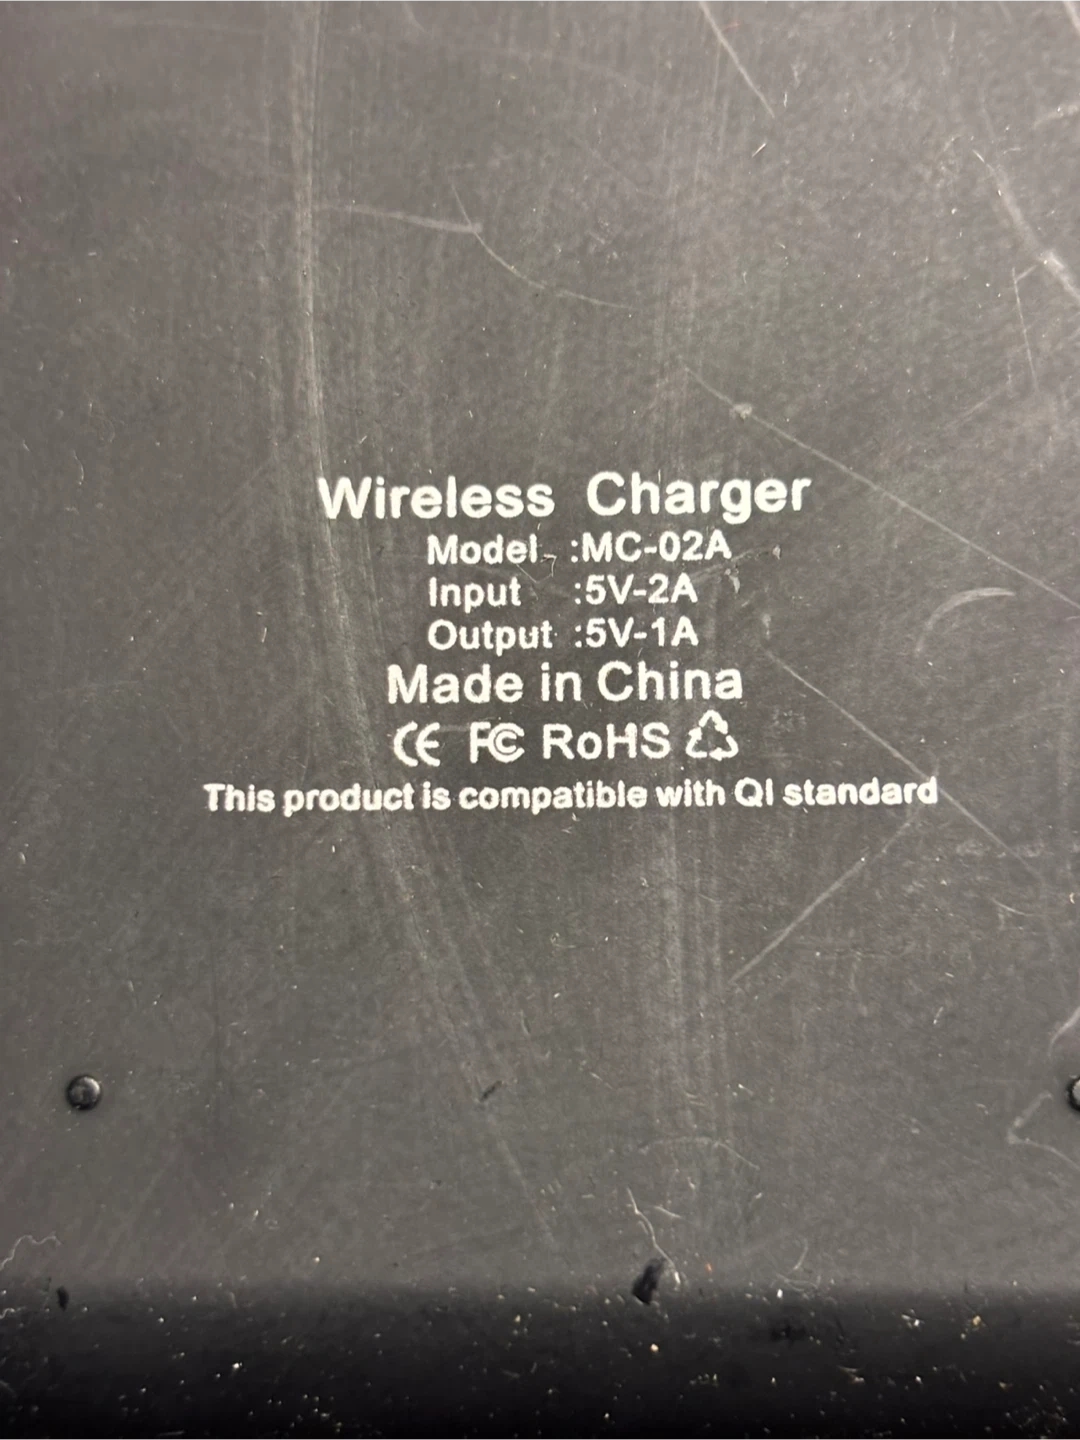 Wireless Charger
Model :MC-02A
Input :5V-2A
Output :5V-1A
Made in China
CE FC RoHS
This product is compatible with QI standard